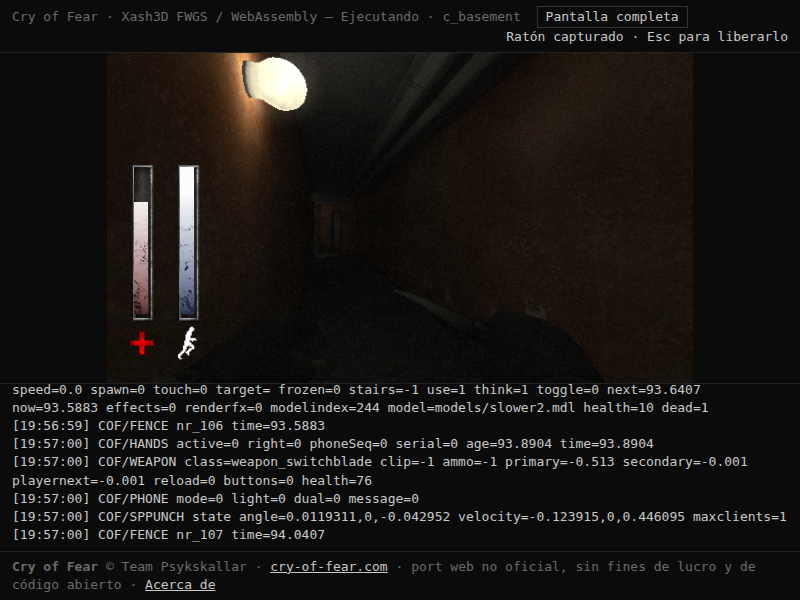 Cry of Fear · Xash3D FWGS / WebAssembly — Ejecutando · c_basement
Pantalla completa
Ratón capturado · Esc para liberarlo
speed=0.0 spawn=0 touch=0 target= frozen=0 stairs=-1 use=1 think=1 toggle=0 next=93.6407
now=93.5883 effects=0 renderfx=0 modelindex=244 model=models/slower2.mdl health=10 dead=1
[19:56:59] COF/FENCE nr_106 time=93.5883
[19:57:00] COF/HANDS active=0 right=0 phoneSeq=0 serial=0 age=93.8904 time=93.8904
[19:57:00] COF/WEAPON class=weapon_switchblade clip=-1 ammo=-1 primary=-0.513 secondary=-0.001
playernext=-0.001 reload=0 buttons=0 health=76
[19:57:00] COF/PHONE mode=0 light=0 dual=0 message=0
[19:57:00] COF/SPPUNCH state angle=0.0119311,0,-0.042952 velocity=-0.123915,0,0.446095 maxclients=1
[19:57:00] COF/FENCE nr_107 time=94.0407
Cry of Fear © Team Psykskallar · cry-of-fear.com · port web no oficial, sin fines de lucro y de
código abierto · Acerca de